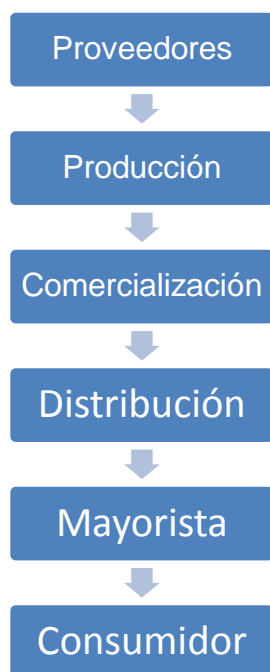 Proveedores
Producción
Comercialización
Distribución
Mayorista
Consumidor